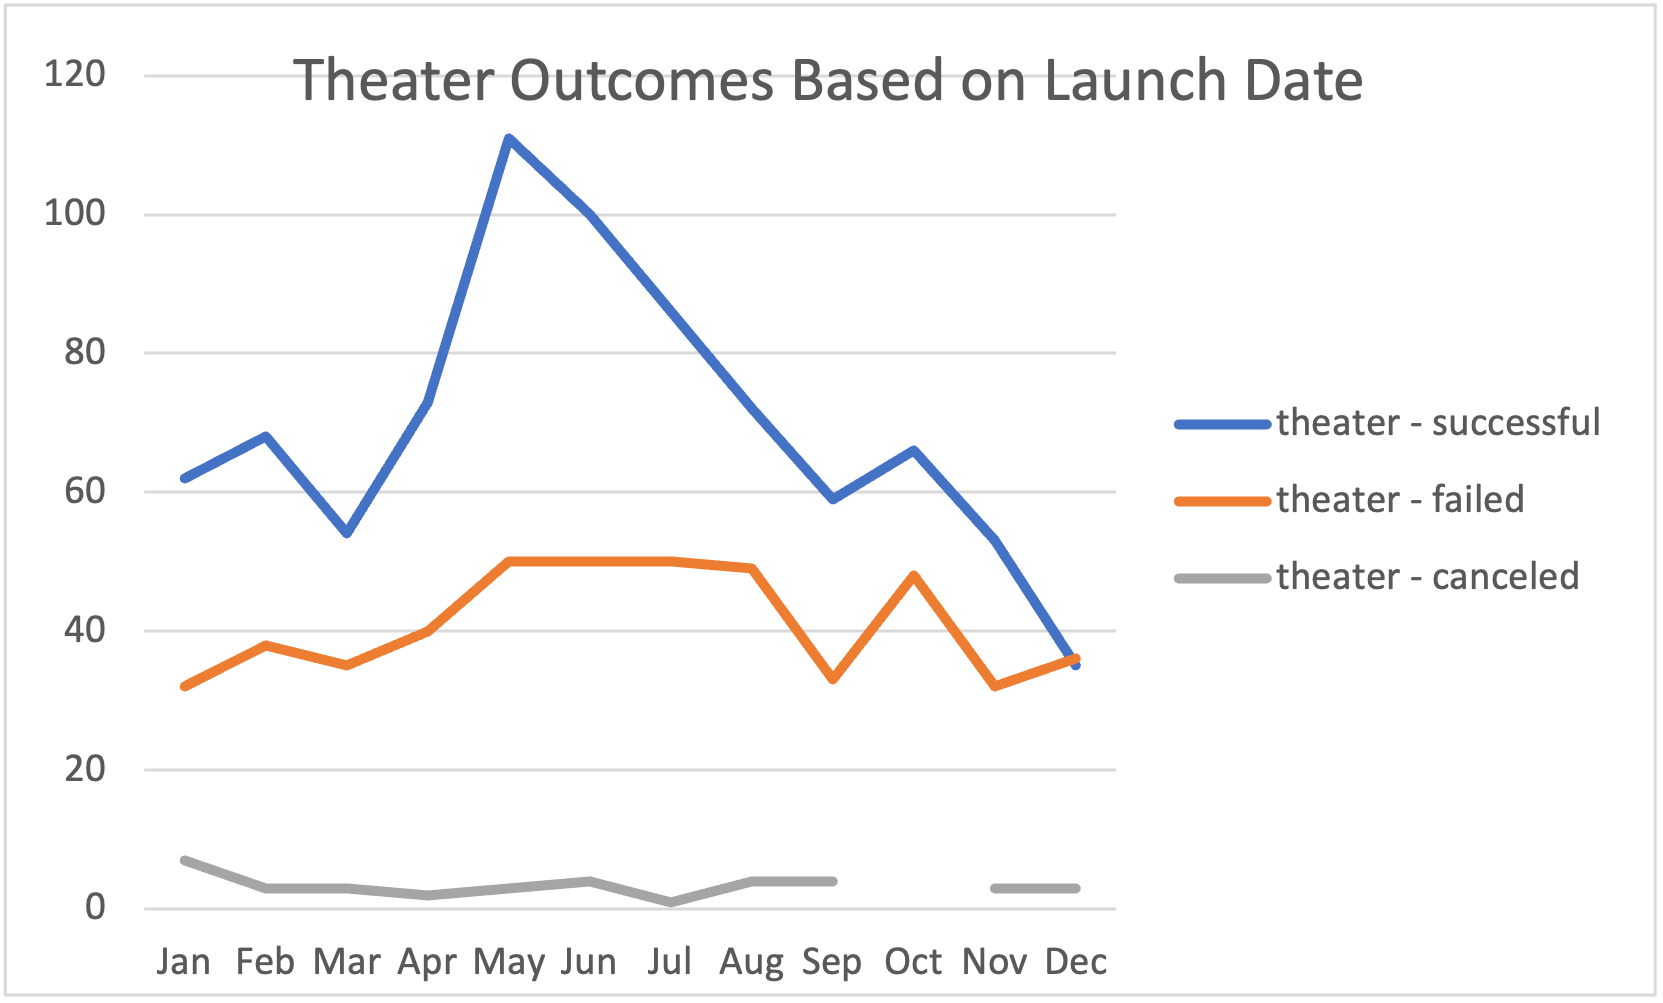 Theater Outcomes Based on Launch Date
120
100
80
60
40
20
0
Jan Feb Mar Apr May Jun Jul Aug Sep Oct Nov Dec
theater - successful
theater - failed
theater - canceled